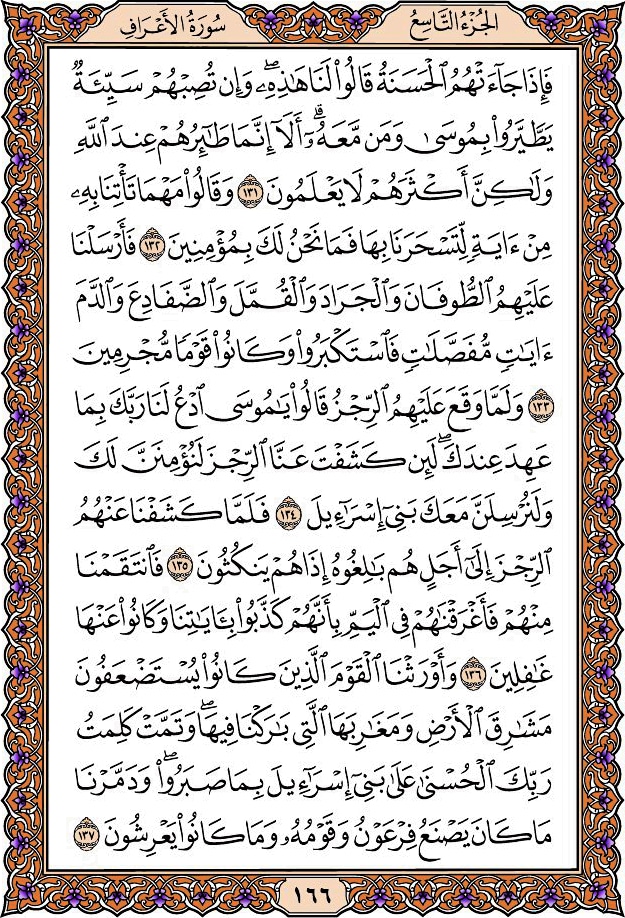 الجُزْءُ التَّاسِعُ
سُورَةُ الأَعْرَافِ
فَإِذَا جَآءَتْهُمُ ٱلْحَسَنَةُ قَالُوا۟ لَنَا هَٰذِهِۦۖ وَإِن تُصِبْهُمْ سَيِّئَةٌ
يَطَّيَّرُوا۟ بِمُوسَىٰ وَمَن مَّعَهُۥٓۗ أَلَآ إِنَّمَا طَٰٓئِرُهُمْ عِندَ ٱللَّهِ
وَلَٰكِنَّ أَكْثَرَهُمْ لَا يَعْلَمُونَ ١٣١ وَقَالُوا۟ مَهْمَا تَأْتِنَا بِهِۦ
مِنْ ءَايَةٍ لِّتَسْحَرَنَا بِهَا فَمَا نَحْنُ لَكَ بِمُؤْمِنِينَ ١٣٢ فَأَرْسَلْنَا
عَلَيْهِمُ ٱلطُّوفَانَ وَٱلْجَرَادَ وَٱلْقُمَّلَ وَٱلضَّفَادِعَ وَٱلدَّمَ
ءَايَٰتٍ مُّفَصَّلَٰتٍ فَٱسْتَكْبَرُوا۟ وَكَانُوا۟ قَوْمًا مُّجْرِمِينَ
١٣٣ وَلَمَّا وَقَعَ عَلَيْهِمُ ٱلرِّجْزُ قَالُوا۟ يَٰمُوسَى ٱدْعُ لَنَا رَبَّكَ بِمَا
عَهِدَ عِندَكَۖ لَئِن كَشَفْتَ عَنَّا ٱلرِّجْزَ لَنُؤْمِنَنَّ لَكَ
وَلَنُرْسِلَنَّ مَعَكَ بَنِىٓ إِسْرَٰٓءِيلَ ١٣٤ فَلَمَّا كَشَفْنَا عَنْهُمُ
ٱلرِّجْزَ إِلَىٰٓ أَجَلٍ هُم بَٰلِغُوهُ إِذَا هُمْ يَنكُثُونَ ١٣٥ فَٱنتَقَمْنَا
مِنْهُمْ فَأَغْرَقْنَٰهُمْ فِى ٱلْيَمِّ بِأَنَّهُمْ كَذَّبُوا۟ بِـَٔايَٰتِنَا وَكَانُوا۟ عَنْهَا
غَٰفِلِينَ ١٣٦ وَأَوْرَثْنَا ٱلْقَوْمَ ٱلَّذِينَ كَانُوا۟ يُسْتَضْعَفُونَ
مَشَٰرِقَ ٱلْأَرْضِ وَمَغَٰرِبَهَا ٱلَّتِى بَٰرَكْنَا فِيهَاۖ وَتَمَّتْ كَلِمَتُ
رَبِّكَ ٱلْحُسْنَىٰ عَلَىٰ بَنِىٓ إِسْرَٰٓءِيلَ بِمَا صَبَرُوا۟ۖ وَدَمَّرْنَا
مَا كَانَ يَصْنَعُ فِرْعَوْنُ وَقَوْمُهُۥ وَمَا كَانُوا۟ يَعْرِشُونَ ١٣٧
١٦٦